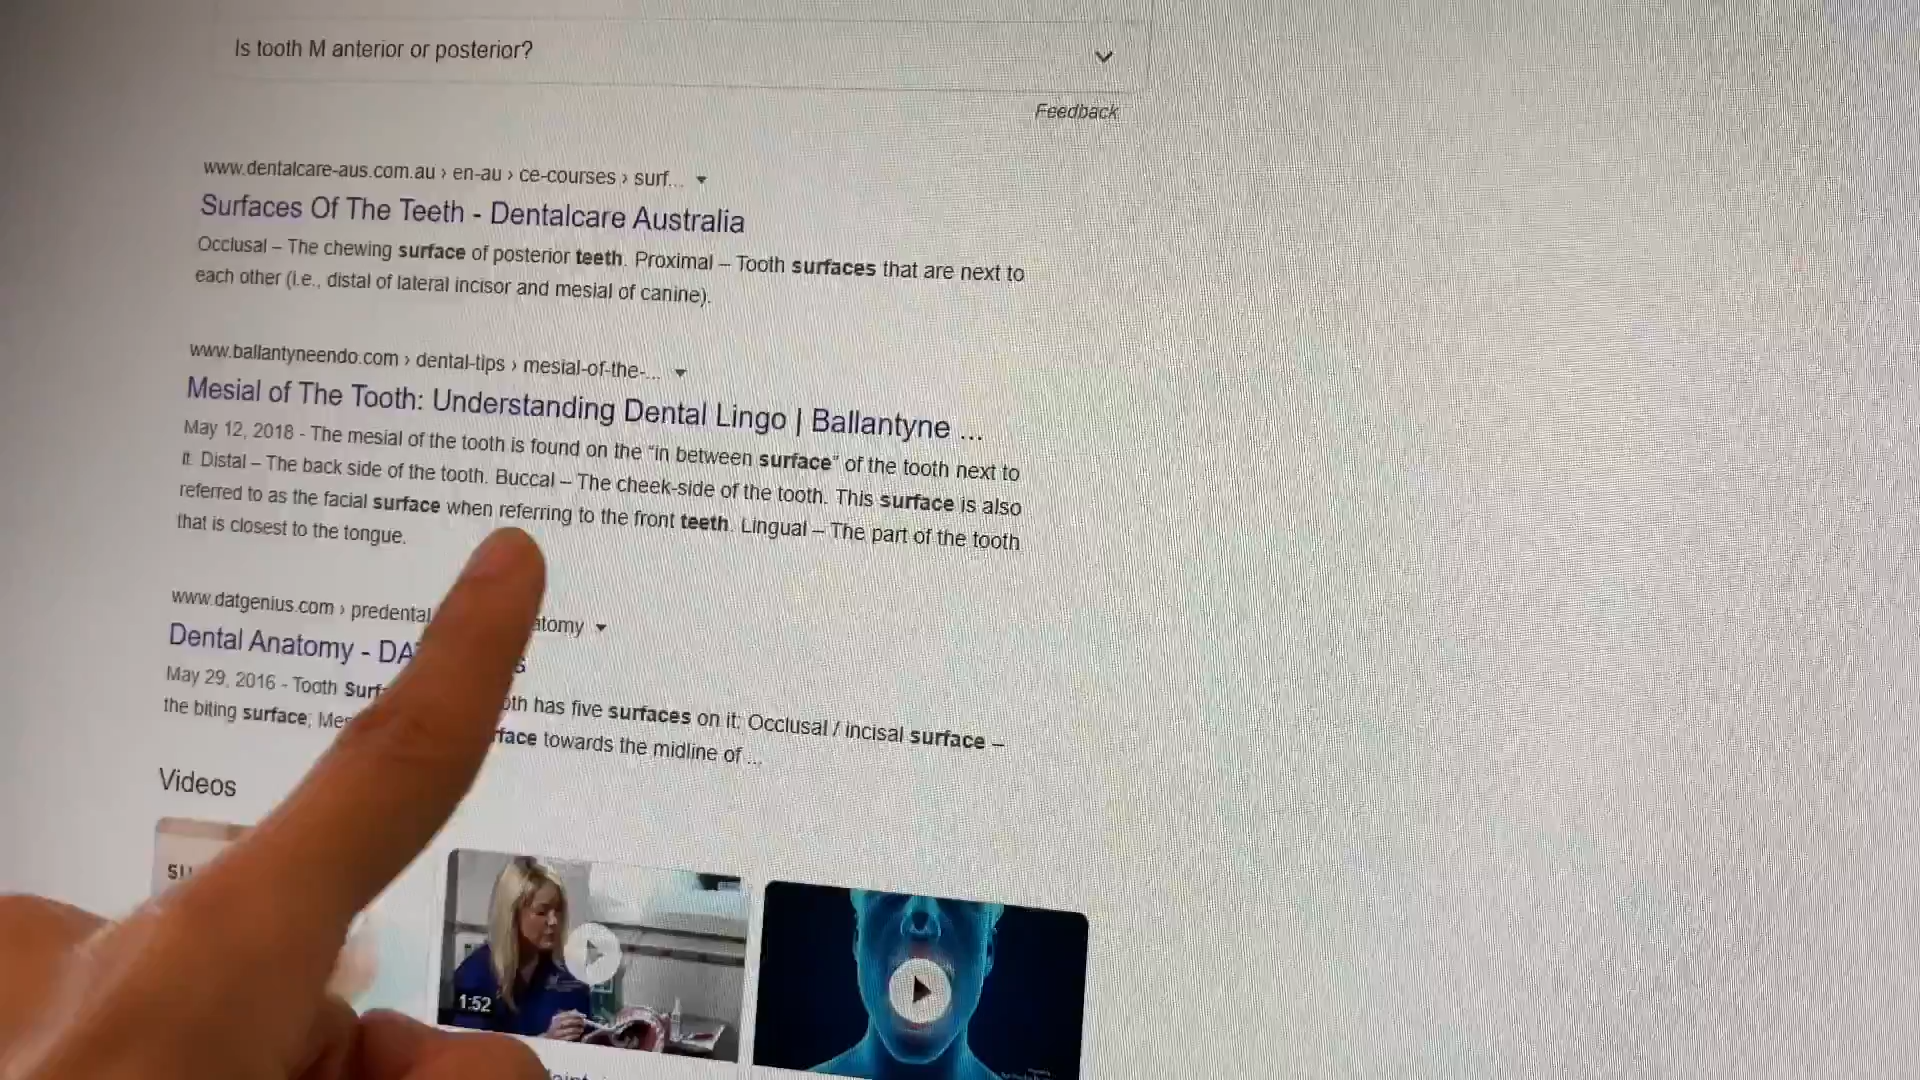 Is tooth M anterior or posterior?
Feedback
www.dentalcare-aus.com.au › en-au › ce-courses › surf...
Surfaces Of The Teeth - Dentalcare Australia
Occlusal – The chewing surface of posterior teeth. Proximal – Tooth surfaces that are next to
each other (i.e., distal of lateral incisor and mesial of canine).
www.ballantyneendo.com › dental-tips › mesial-of-the-...
Mesial of The Tooth: Understanding Dental Lingo | Ballantyne ...
May 12, 2018 - The mesial of the tooth is found on the “in between surface” of the tooth next to
it. Distal – The back side of the tooth. Buccal – The cheek-side of the tooth. This surface is also
referred to as the facial surface when referring to the front teeth. Lingual – The part of the tooth
that is closest to the tongue.
www.datgenius.com › predental atomy
Dental Anatomy - DA s
May 29, 2016 - Tooth Surf oth has five surfaces on it: Occlusal / incisal surface –
the biting surface; Mes rface towards the midline of ...
Videos
SU
1:52